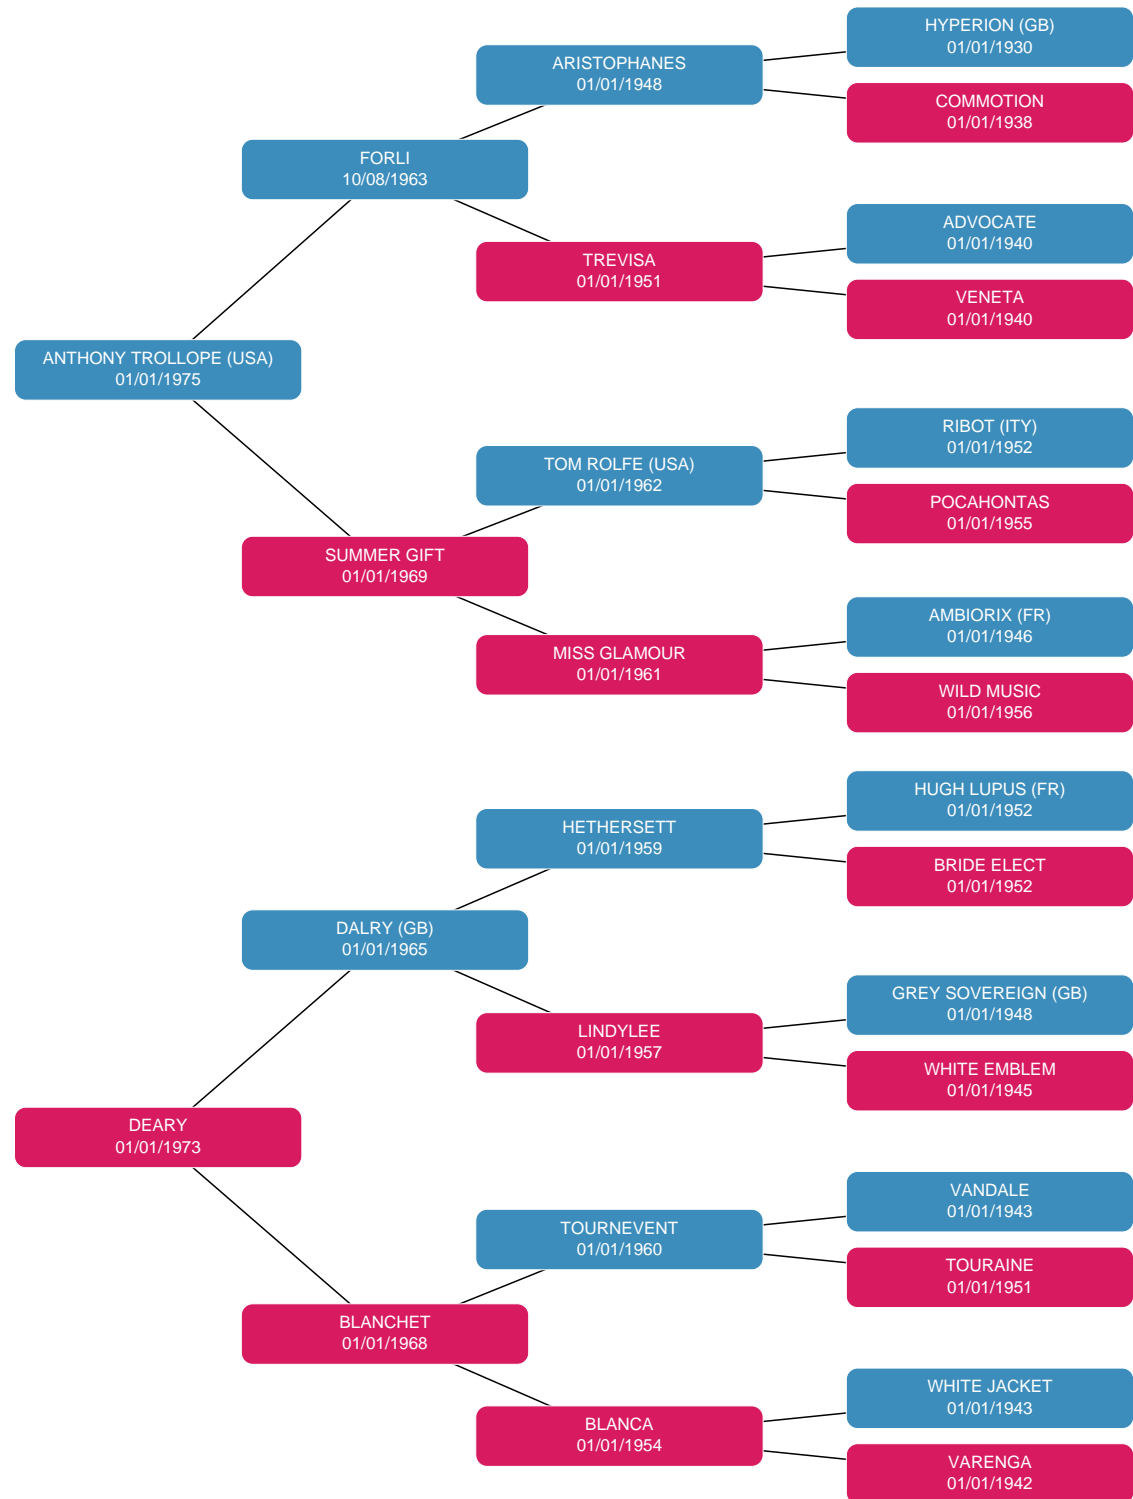 HYPERION (GB)
01/01/1930
ARISTOPHANES
01/01/1948
COMMOTION
01/01/1938
FORLI
10/08/1963
ADVOCATE
01/01/1940
TREVISA
01/01/1951
VENETA
01/01/1940
ANTHONY TROLLOPE (USA)
01/01/1975
RIBOT (ITY)
01/01/1952
TOM ROLFE (USA)
01/01/1962
POCAHONTAS
01/01/1955
SUMMER GIFT
01/01/1969
AMBIORIX (FR)
01/01/1946
MISS GLAMOUR
01/01/1961
WILD MUSIC
01/01/1956
HUGH LUPUS (FR)
01/01/1952
HETHERSETT
01/01/1959
BRIDE ELECT
01/01/1952
DALRY (GB)
01/01/1965
GREY SOVEREIGN (GB)
01/01/1948
LINDYLEE
01/01/1957
WHITE EMBLEM
01/01/1945
DEARY
01/01/1973
VANDALE
01/01/1943
TOURNEVENT
01/01/1960
TOURAINE
01/01/1951
BLANCHET
01/01/1968
WHITE JACKET
01/01/1943
BLANCA
01/01/1954
VARENGA
01/01/1942